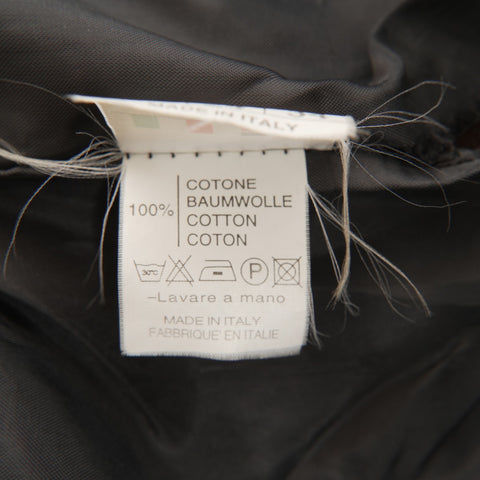 MADE IN ITALY
100%
COTONE
BAUMWOLLE
COTTON
COTON
30°C
P
–Lavare a mano
MADE IN ITALY
FABBRIQUE' EN ITALIE